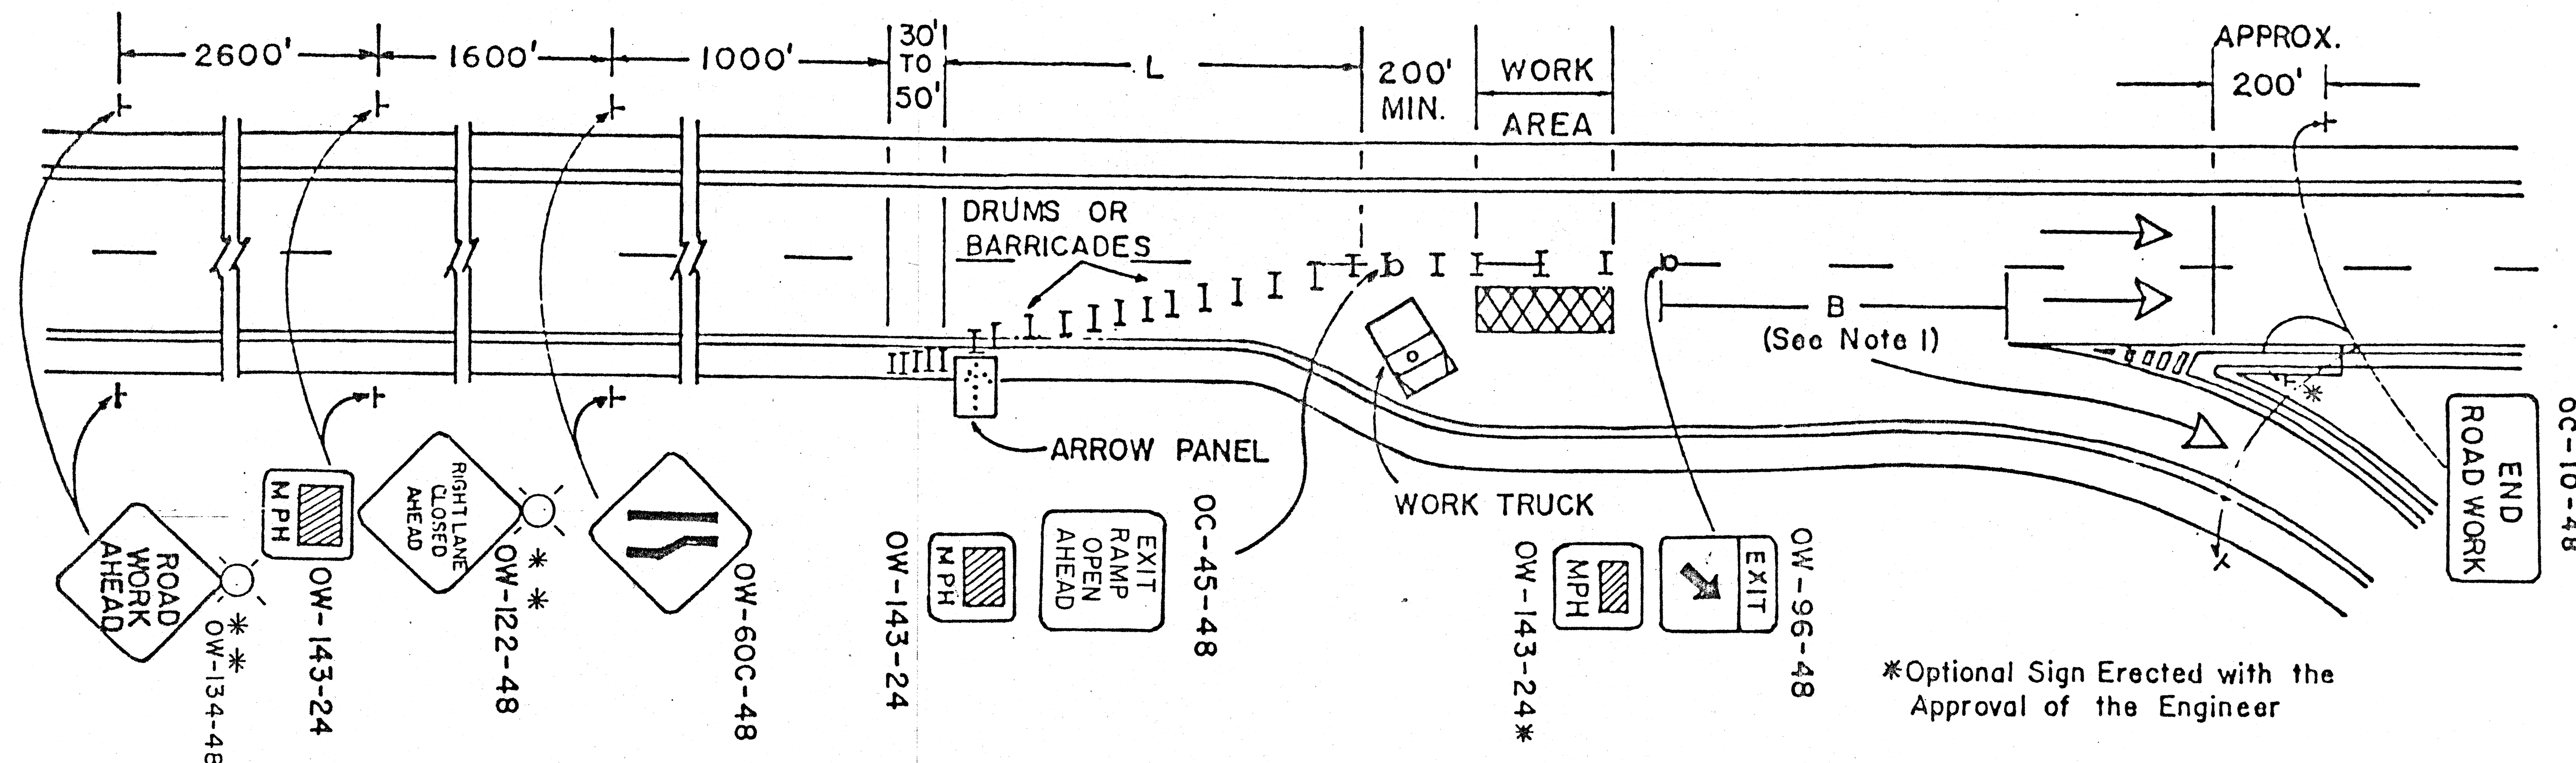 2600'
1600'
1000'
30'
TO
50'
L
200'
MIN.
WORK
AREA
APPROX.
200'
DRUMS OR
BARRICADES
B
(See Note 1)
ARROW PANEL
WORK TRUCK
ROAD
WORK
AHEAD
**
OW-134-48
MPH
OW-143-24
RIGHT LANE
CLOSED
AHEAD
**
OW-122-48
OW-60C-48
OW-143-24
MPH
EXIT
RAMP
OPEN
AHEAD
OC-45-48
OW-143-24*
MPH
EXIT
OW-96-48
*
END
ROAD WORK
OC-10-48
*Optional Sign Erected with the
Approval of the Engineer